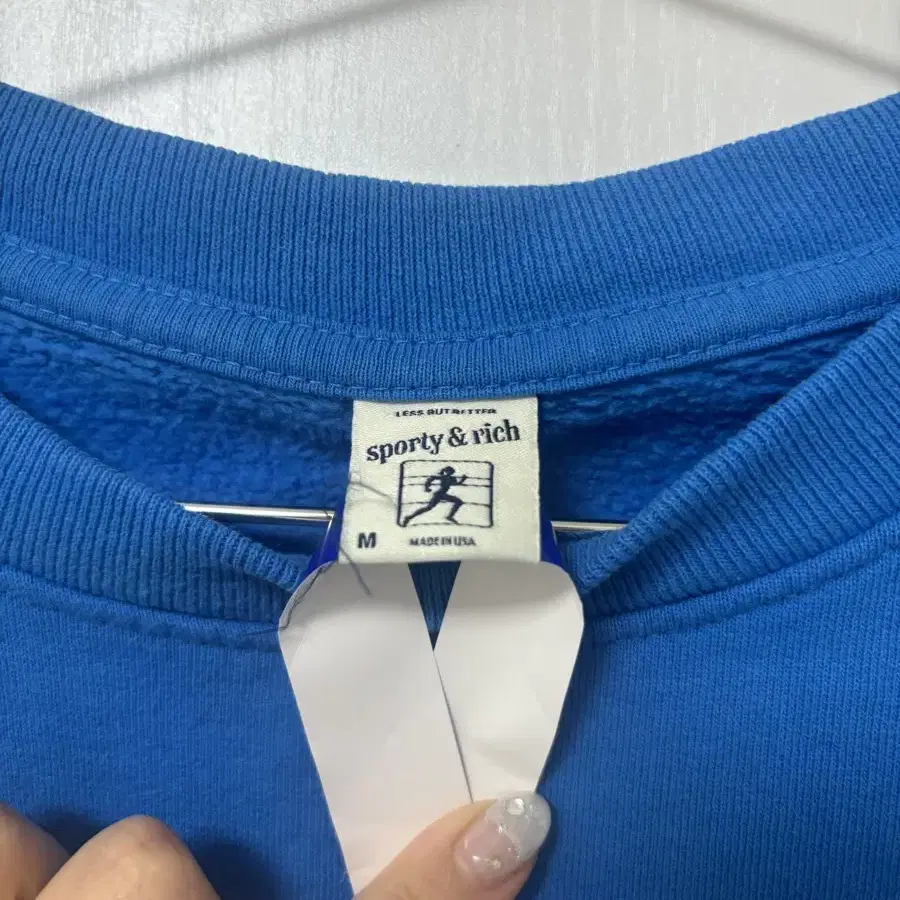 LESS BUT BETTER
sporty & rich
M
MADE IN USA